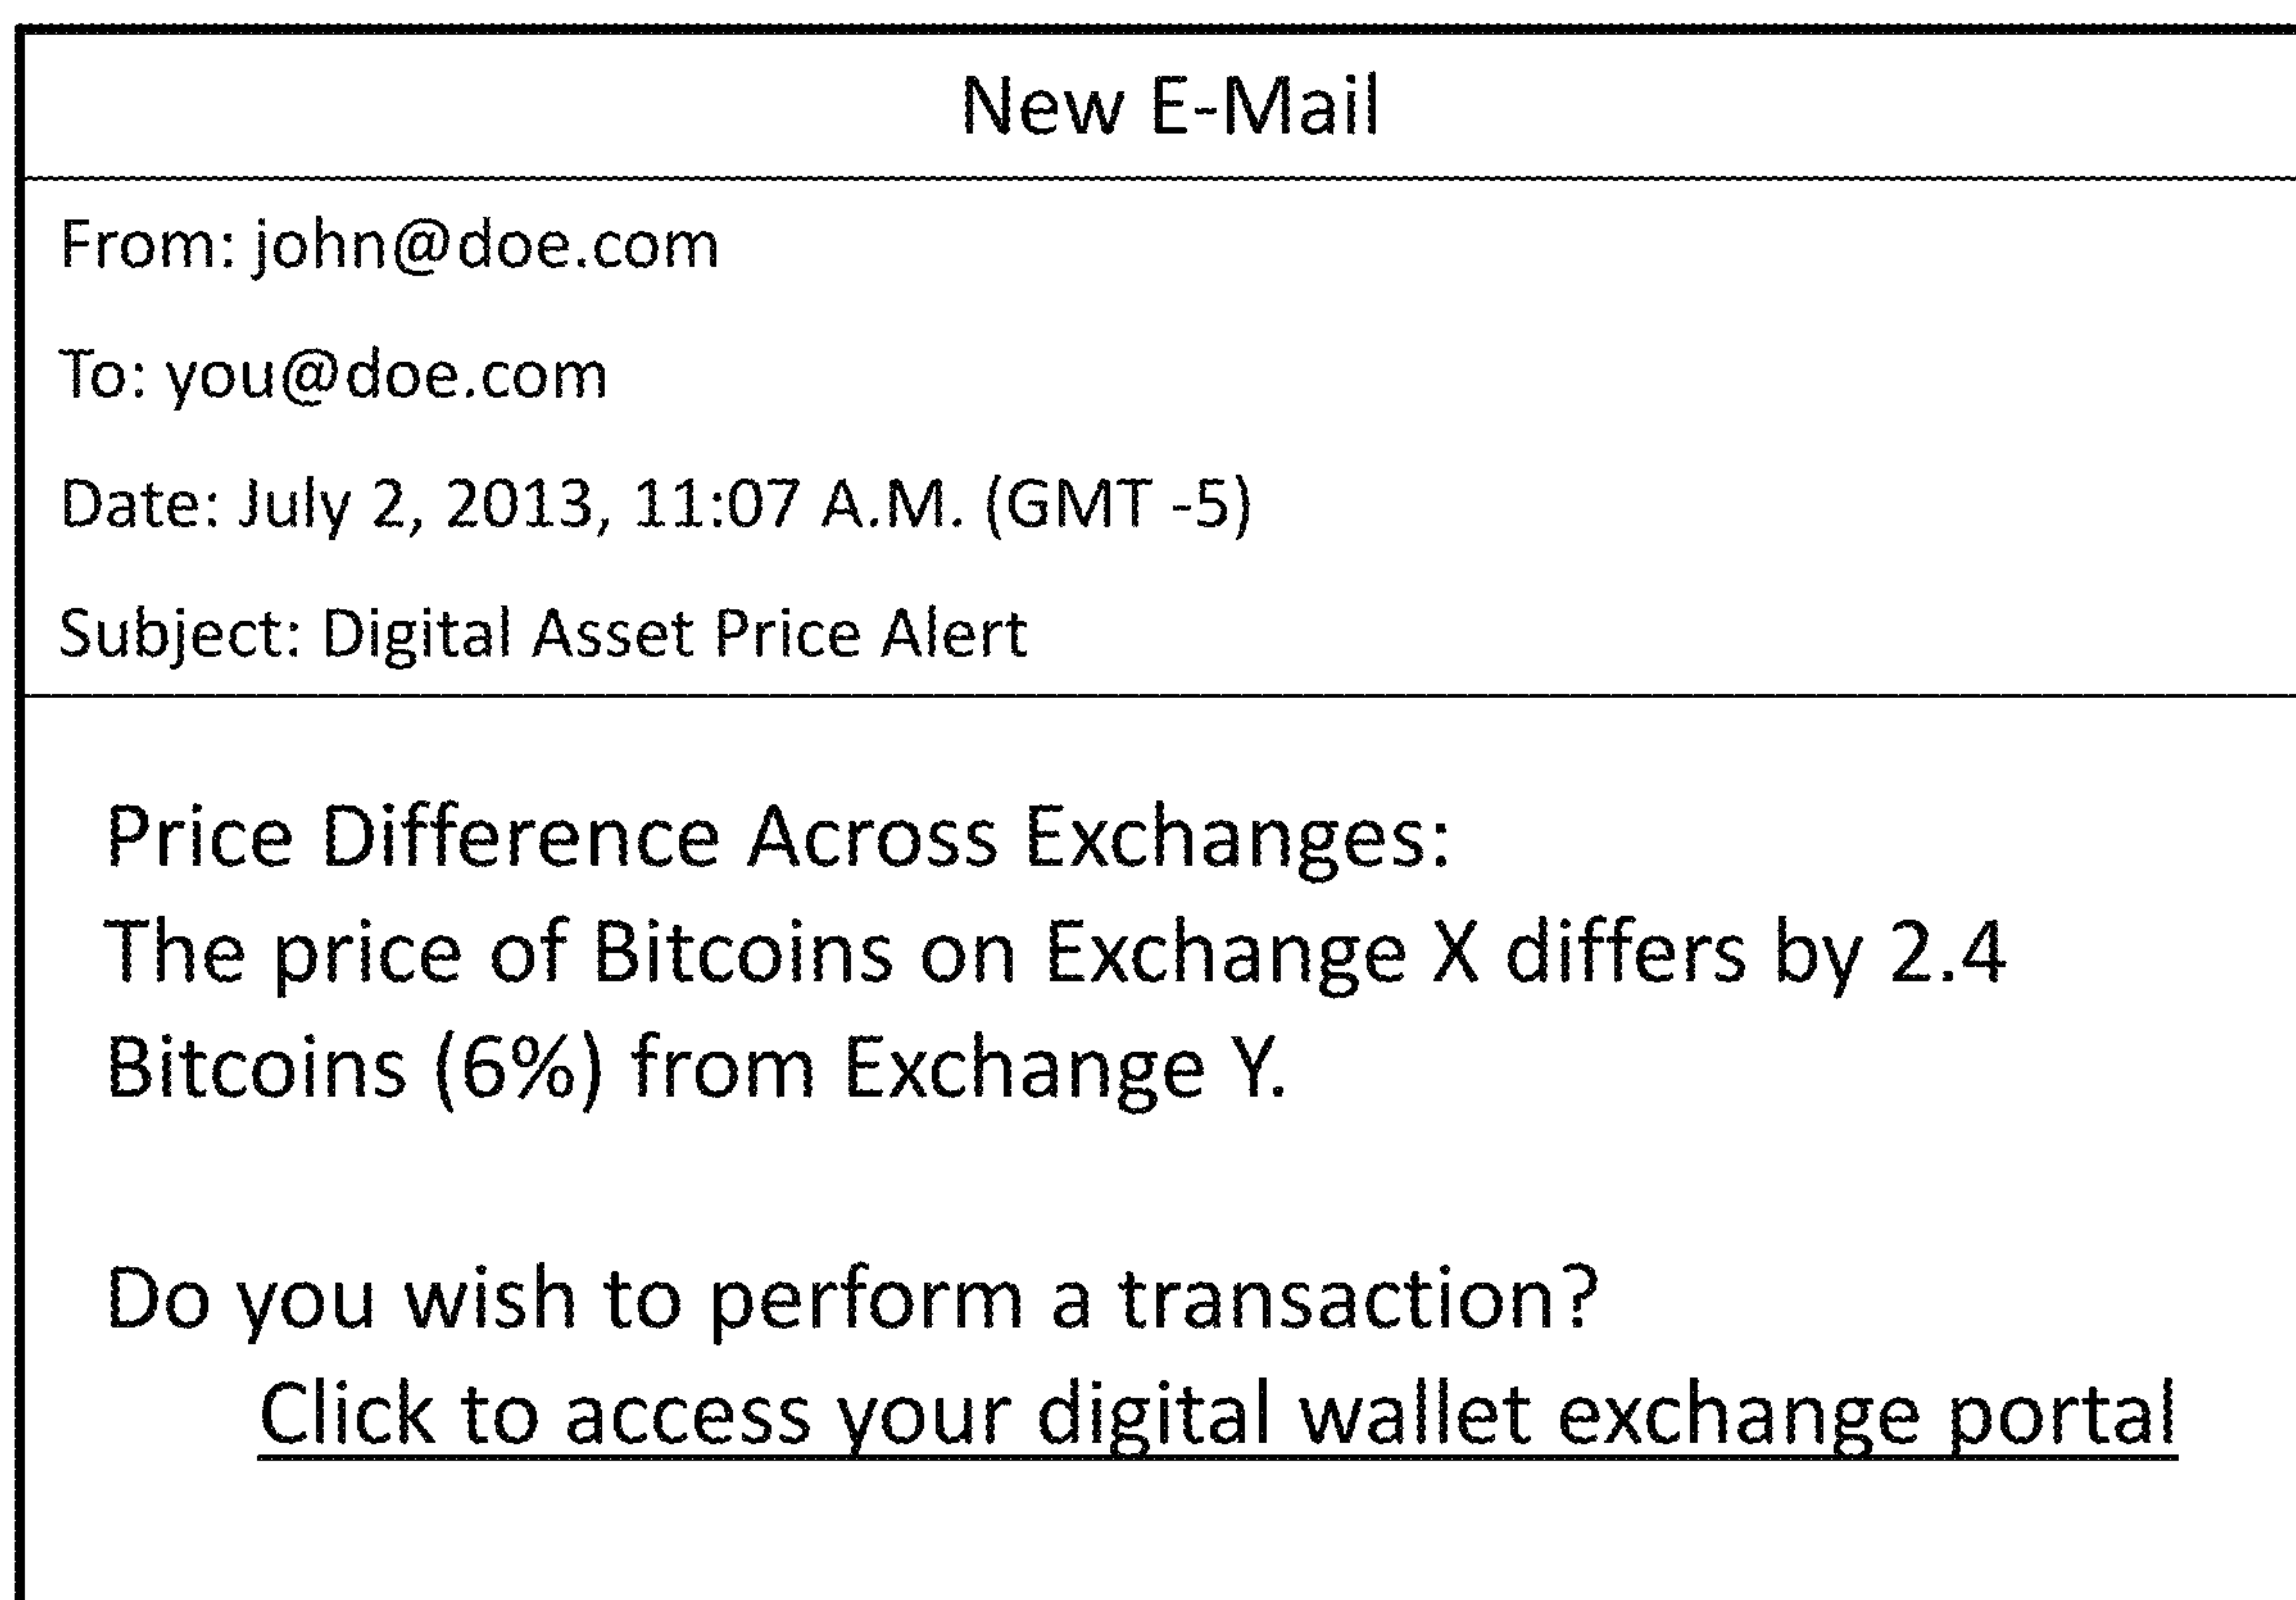 New E-Mail
From: john@doe.com
To: you@doe.com
Date: July 2, 2013, 11:07 A.M. (GMT -5)
Subject: Digital Asset Price Alert
Price Difference Across Exchanges:
The price of Bitcoins on Exchange X differs by 2.4
Bitcoins (6%) from Exchange Y.
Do you wish to perform a transaction?
Click to access your digital wallet exchange portal